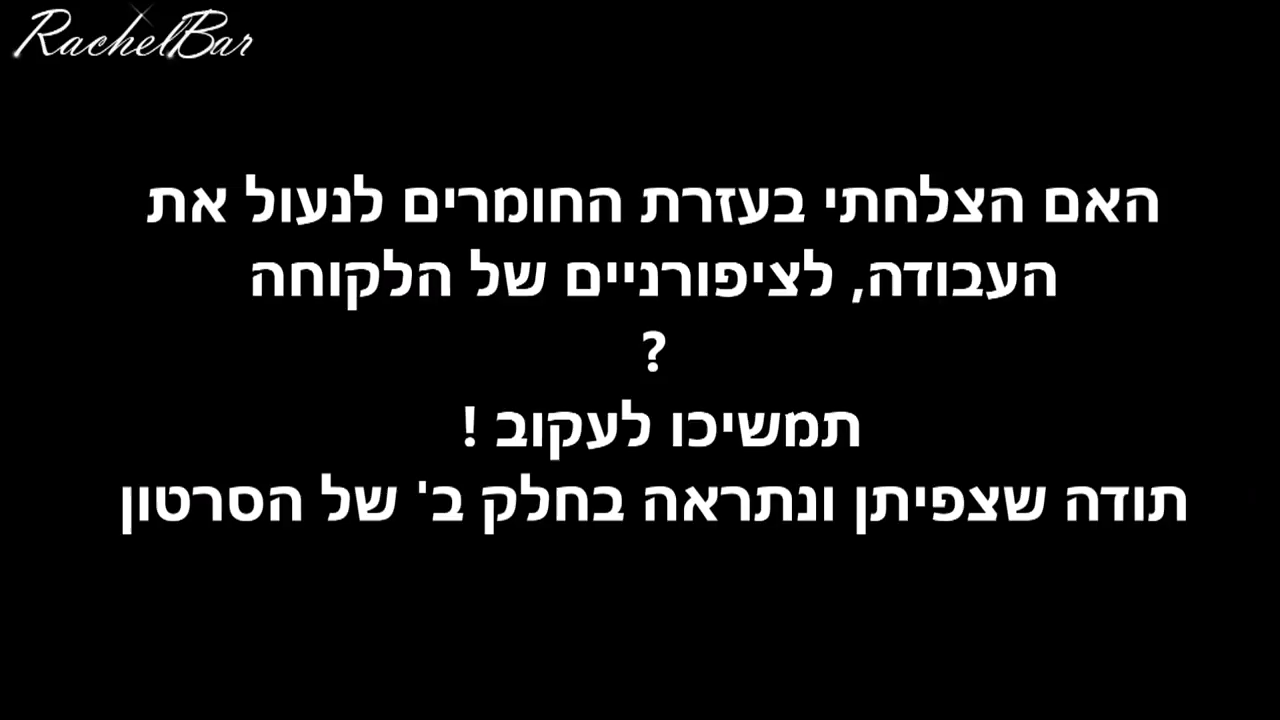 RachelBar
האם הצלחתי בעזרת החומרים לנעול את
העבודה, לציפורניים של הלקוחה
?
תמשיכו לעקוב !
תודה שצפיתן ונתראה בחלק ב' של הסרטון